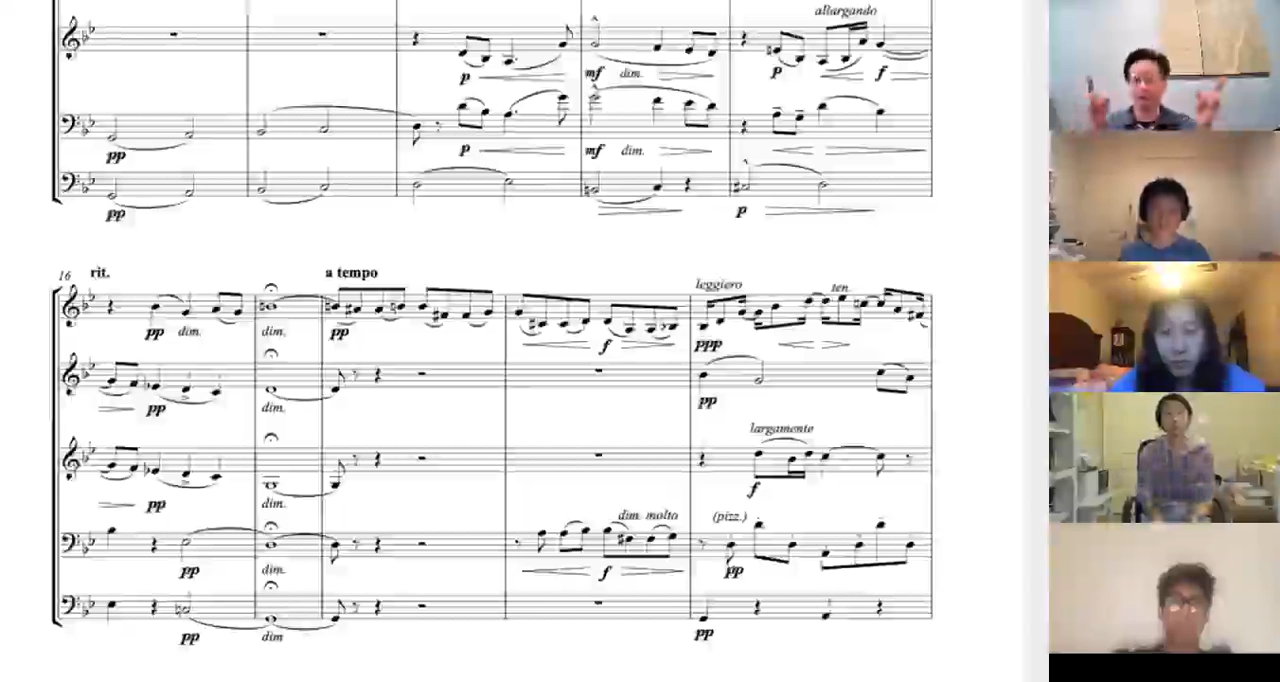 allargando
p mf dim. p f
pp p mf dim.
pp p
16 rit. a tempo leggiero ten.
pp dim. dim. pp f ppp
pp dim. pp
largamente
pp dim. f
dim. molto (pizz.)
pp dim. f pp
pp dim pp